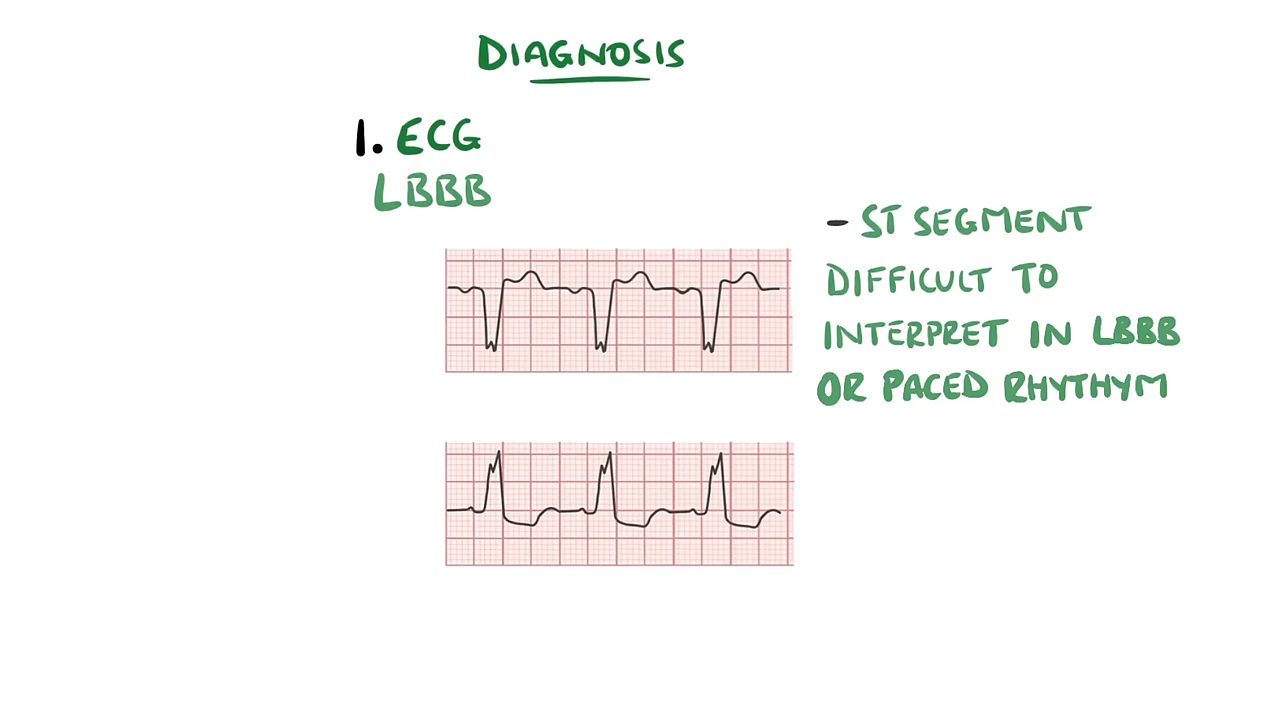 DIAGNOSIS
1. ECG
LBBB
- ST SEGMENT
DIFFICULT TO
INTERPRET IN LBBB
OR PACED RHYTHYM